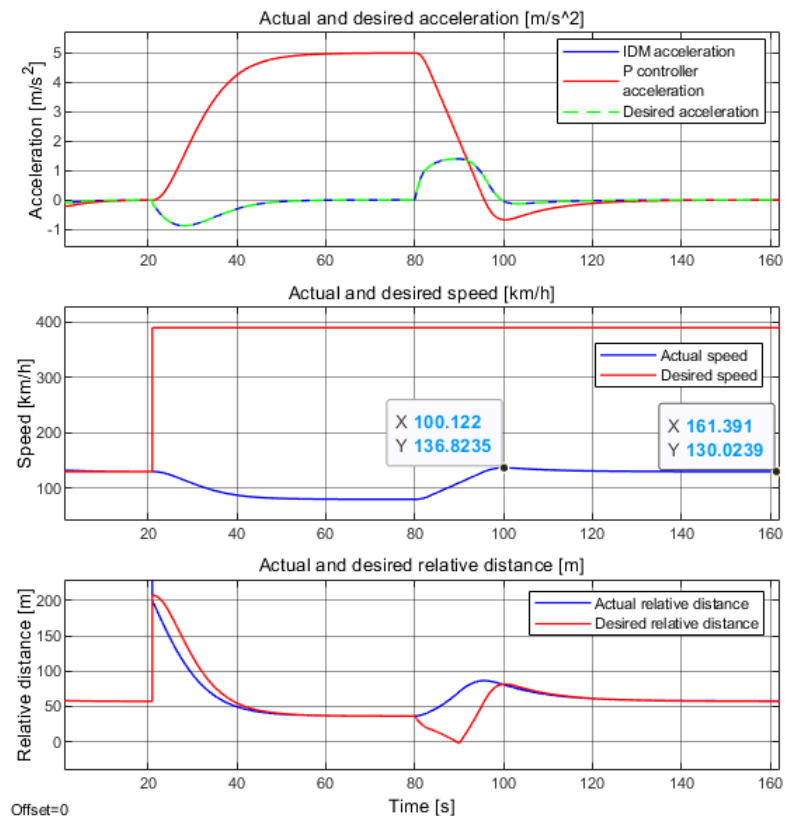 Actual and desired acceleration [m/s^2]
Acceleration [m/s²]
5
4
3
2
1
0
-1
IDM acceleration
P controller
acceleration
Desired acceleration
20 40 60 80 100 120 140 160
Actual and desired speed [km/h]
Speed [km/h]
400
300
200
100
Actual speed
Desired speed
X 100.122
Y 136.8235
X 161.391
Y 130.0239
20 40 60 80 100 120 140 160
Actual and desired relative distance [m]
Relative distance [m]
200
150
100
50
0
Actual relative distance
Desired relative distance
20 40 60 80 100 120 140 160
Time [s]
Offset=0